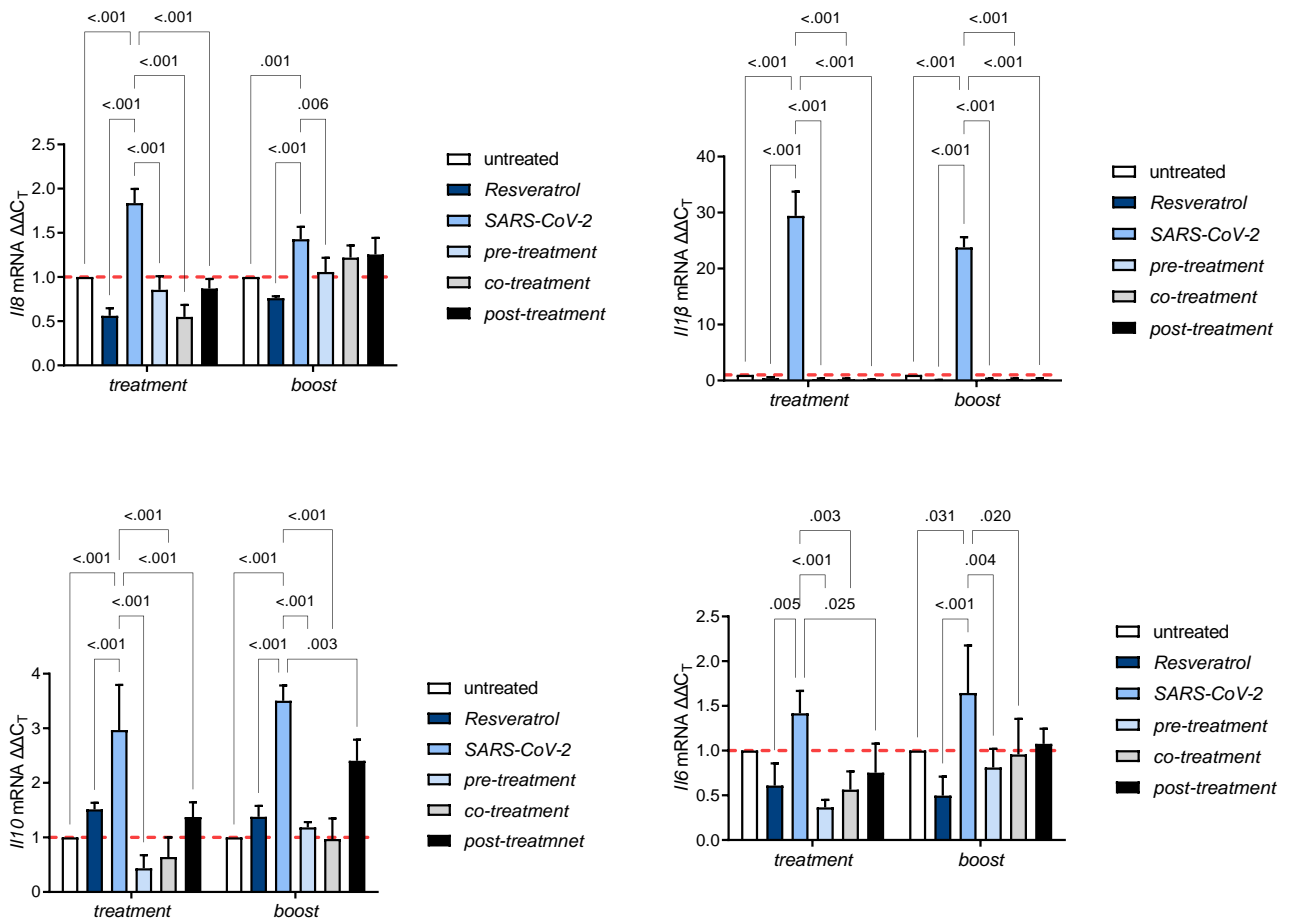 <.001 <.001
<.001 .001
<.001 .006
<.001 <.001
2.5
2.0
1.5
1.0
0.5
0.0
Il8 mRNA ΔΔCT
treatment boost
untreated
Resveratrol
SARS-CoV-2
pre-treatment
co-treatment
post-treatment
<.001 <.001
<.001 <.001 <.001 <.001
<.001 <.001
<.001 <.001
40
30
20
10
0
Il1β mRNA ΔΔCT
treatment boost
untreated
Resveratrol
SARS-CoV-2
pre-treatment
co-treatment
post-treatment
<.001 <.001
<.001 <.001 <.001
<.001 <.001
<.001 <.001 .003
4
3
2
1
0
Il10 mRNA ΔΔCT
treatment boost
untreated
Resveratrol
SARS-CoV-2
pre-treatment
co-treatment
post-treatmnet
.003 .031 .020
<.001 .004
.005 .025 <.001
2.5
2.0
1.5
1.0
0.5
0.0
Il6 mRNA ΔΔCT
treatment boost
untreated
Resveratrol
SARS-CoV-2
pre-treatment
co-treatment
post-treatment